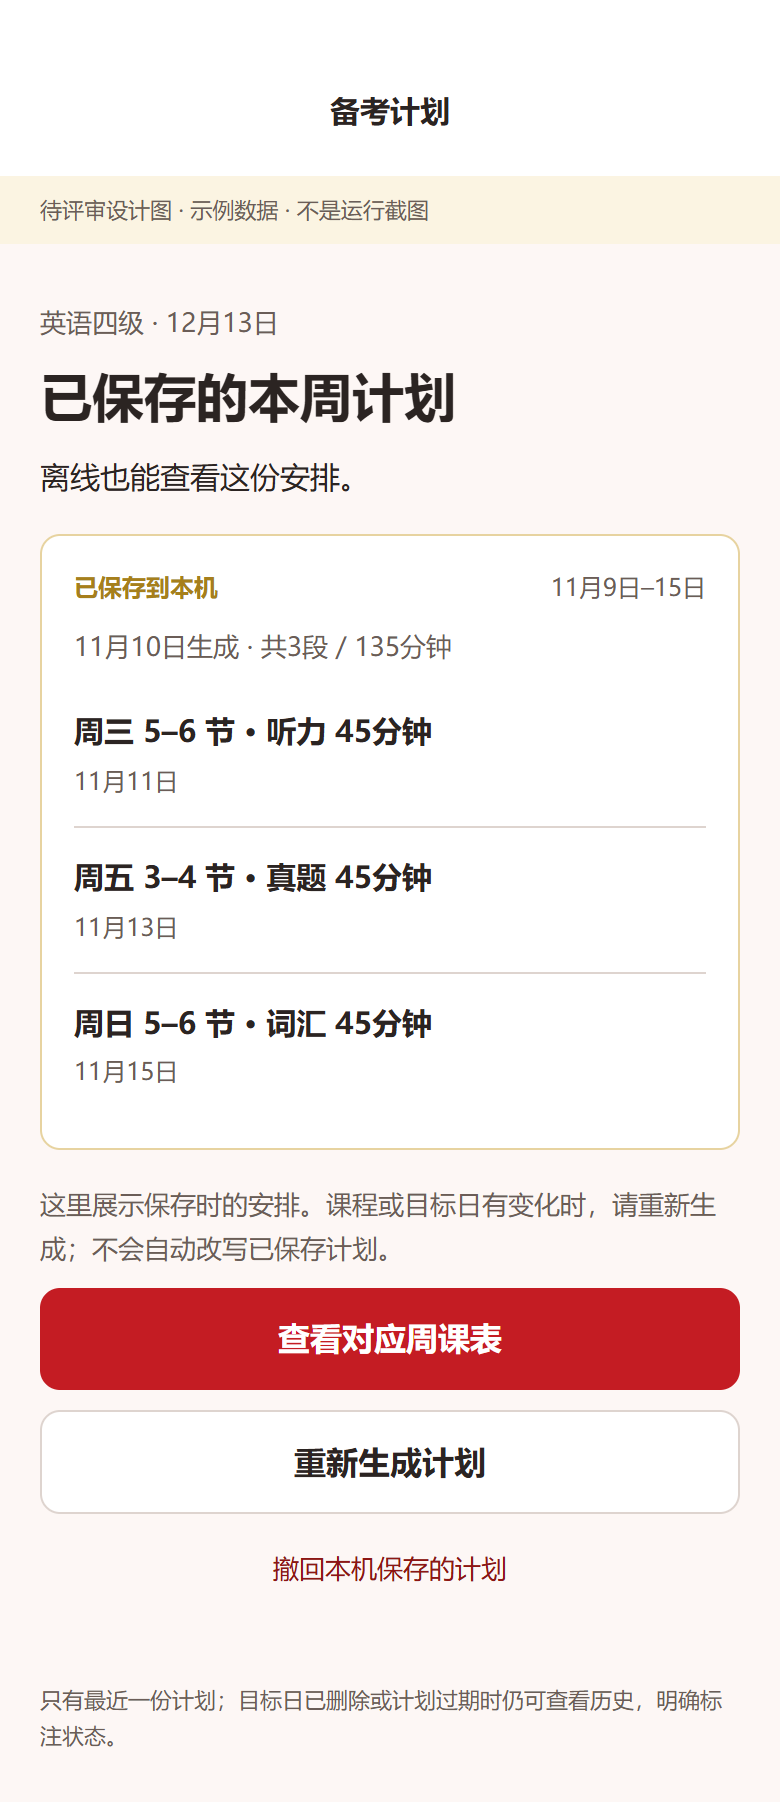 备考计划
待评审设计图 · 示例数据 · 不是运行截图
英语四级 · 12月13日
已保存的本周计划
离线也能查看这份安排。
已保存到本机 11月9日–15日
11月10日生成 · 共3段 / 135分钟
周三 5–6 节 • 听力 45分钟
11月11日
周五 3–4 节 • 真题 45分钟
11月13日
周日 5–6 节 • 词汇 45分钟
11月15日
这里展示保存时的安排。课程或目标日有变化时，请重新生
成；不会自动改写已保存计划。
查看对应周课表
重新生成计划
撤回本机保存的计划
只有最近一份计划；目标日已删除或计划过期时仍可查看历史，明确标
注状态。